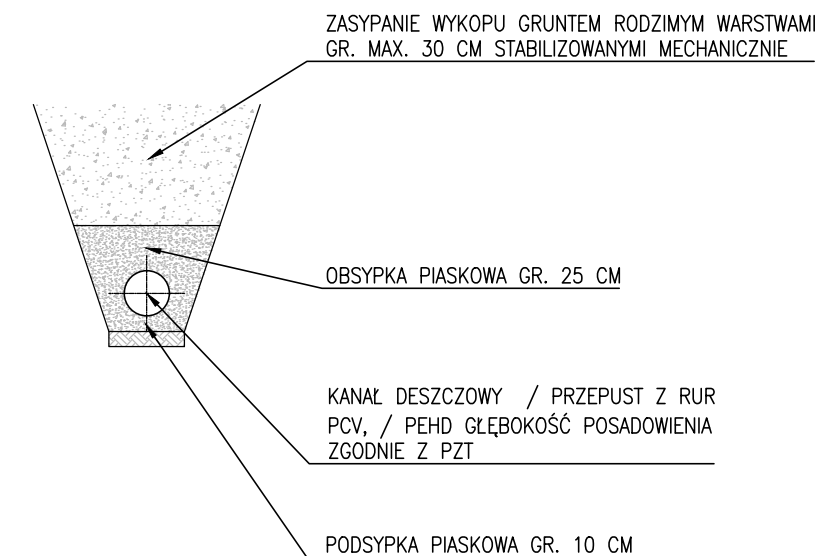 ZASYPANIE WYKOPU GRUNTEM RODZIMYM WARSTWAMI
GR. MAX. 30 CM STABILIZOWANYMI MECHANICZNIE
OBSYPKA PIASKOWA GR. 25 CM
KANAŁ DESZCZOWY / PRZEPUST Z RUR
PCV, / PEHD GŁĘBOKOŚĆ POSADOWIENIA
ZGODNIE Z PZT
PODSYPKA PIASKOWA GR. 10 CM